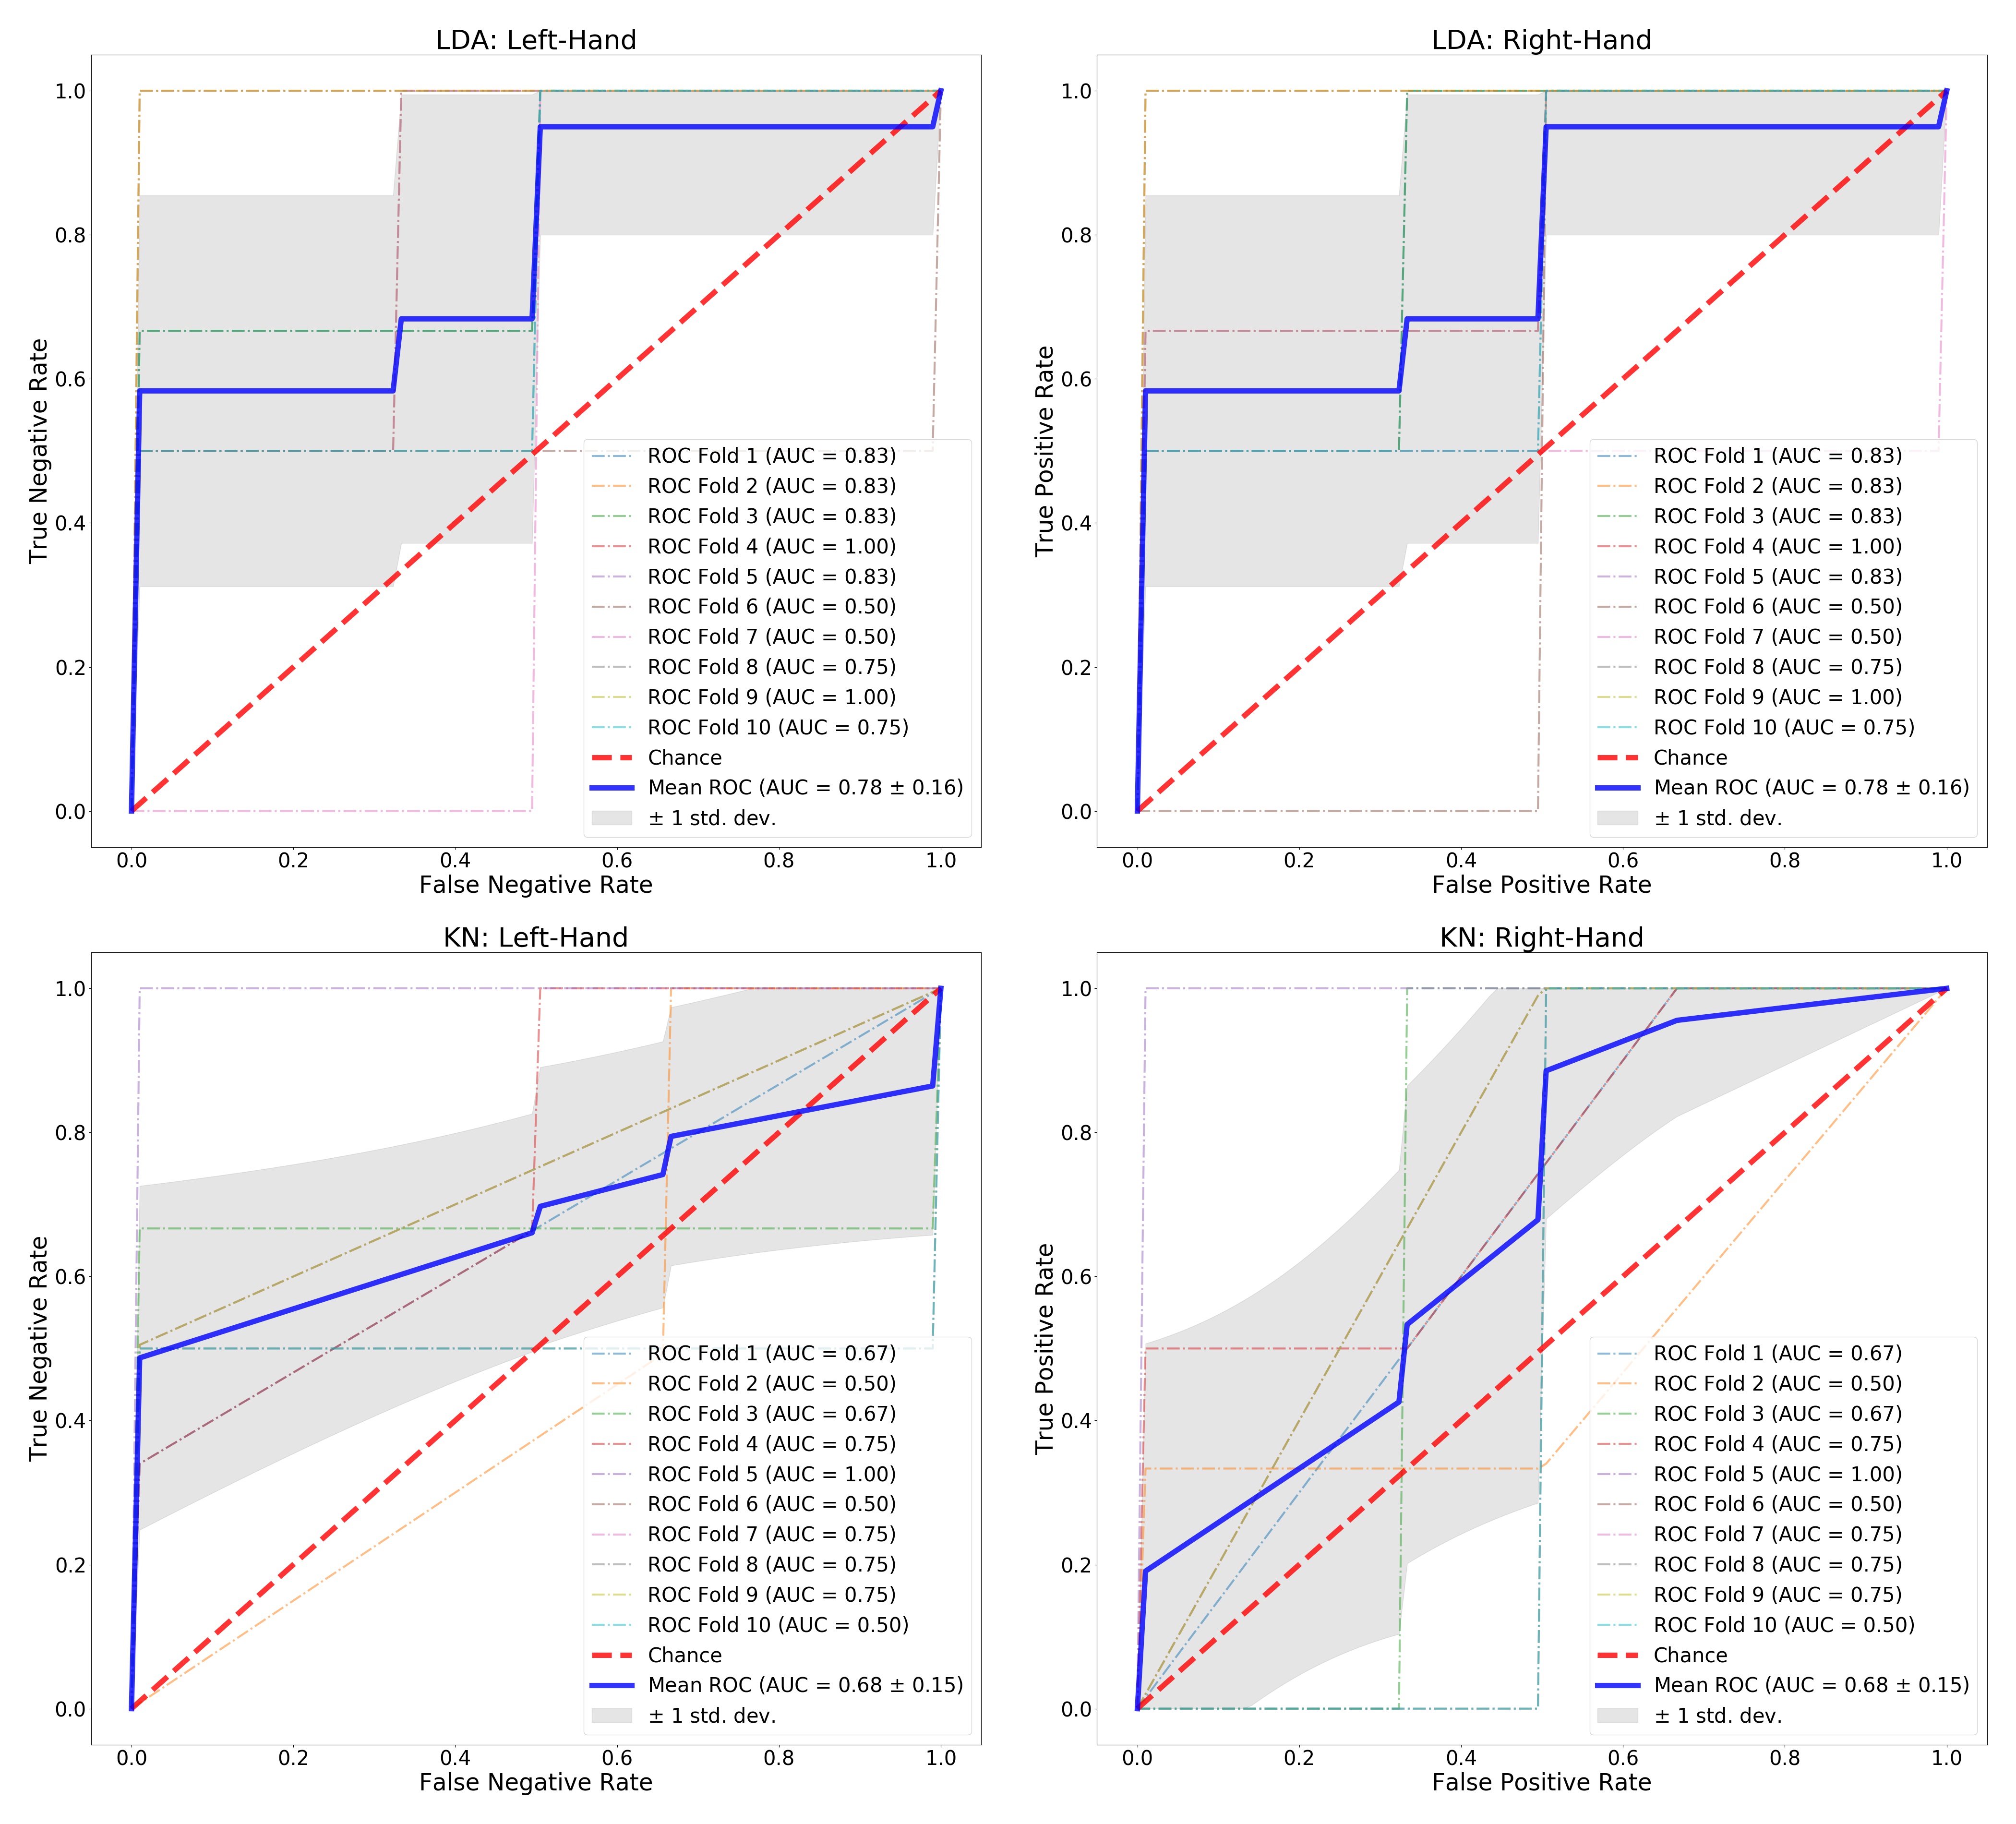 LDA: Left-Hand
True Negative Rate
1.0
0.8
0.6
0.4
0.2
0.0
ROC Fold 1 (AUC = 0.83)
ROC Fold 2 (AUC = 0.83)
ROC Fold 3 (AUC = 0.83)
ROC Fold 4 (AUC = 1.00)
ROC Fold 5 (AUC = 0.83)
ROC Fold 6 (AUC = 0.50)
ROC Fold 7 (AUC = 0.50)
ROC Fold 8 (AUC = 0.75)
ROC Fold 9 (AUC = 1.00)
ROC Fold 10 (AUC = 0.75)
Chance
Mean ROC (AUC = 0.78 ± 0.16)
± 1 std. dev.
0.0 0.2 0.4 0.6 0.8 1.0
False Negative Rate
LDA: Right-Hand
True Positive Rate
1.0
0.8
0.6
0.4
0.2
0.0
ROC Fold 1 (AUC = 0.83)
ROC Fold 2 (AUC = 0.83)
ROC Fold 3 (AUC = 0.83)
ROC Fold 4 (AUC = 1.00)
ROC Fold 5 (AUC = 0.83)
ROC Fold 6 (AUC = 0.50)
ROC Fold 7 (AUC = 0.50)
ROC Fold 8 (AUC = 0.75)
ROC Fold 9 (AUC = 1.00)
ROC Fold 10 (AUC = 0.75)
Chance
Mean ROC (AUC = 0.78 ± 0.16)
± 1 std. dev.
0.0 0.2 0.4 0.6 0.8 1.0
False Positive Rate
KN: Left-Hand
True Negative Rate
1.0
0.8
0.6
0.4
0.2
0.0
ROC Fold 1 (AUC = 0.67)
ROC Fold 2 (AUC = 0.50)
ROC Fold 3 (AUC = 0.67)
ROC Fold 4 (AUC = 0.75)
ROC Fold 5 (AUC = 1.00)
ROC Fold 6 (AUC = 0.50)
ROC Fold 7 (AUC = 0.75)
ROC Fold 8 (AUC = 0.75)
ROC Fold 9 (AUC = 0.75)
ROC Fold 10 (AUC = 0.50)
Chance
Mean ROC (AUC = 0.68 ± 0.15)
± 1 std. dev.
0.0 0.2 0.4 0.6 0.8 1.0
False Negative Rate
KN: Right-Hand
True Positive Rate
1.0
0.8
0.6
0.4
0.2
0.0
ROC Fold 1 (AUC = 0.67)
ROC Fold 2 (AUC = 0.50)
ROC Fold 3 (AUC = 0.67)
ROC Fold 4 (AUC = 0.75)
ROC Fold 5 (AUC = 1.00)
ROC Fold 6 (AUC = 0.50)
ROC Fold 7 (AUC = 0.75)
ROC Fold 8 (AUC = 0.75)
ROC Fold 9 (AUC = 0.75)
ROC Fold 10 (AUC = 0.50)
Chance
Mean ROC (AUC = 0.68 ± 0.15)
± 1 std. dev.
0.0 0.2 0.4 0.6 0.8 1.0
False Positive Rate